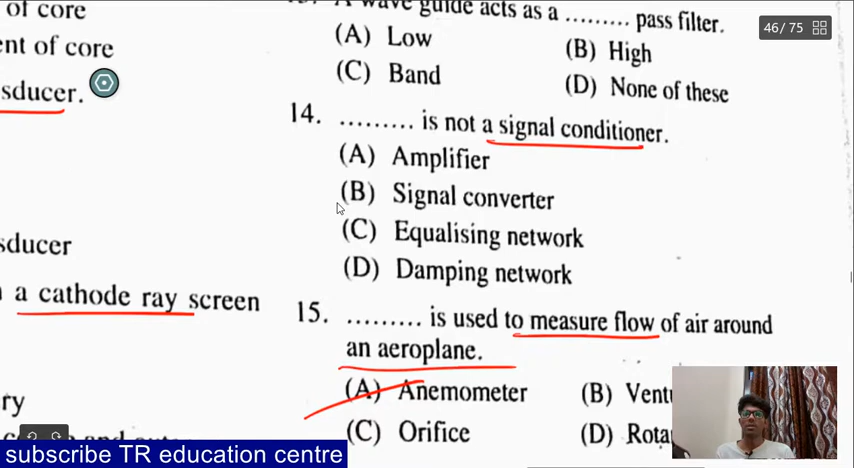 of core
nt of core
sducer.
sducer
a cathode ray screen
ry
A wave guide acts as a ......... pass filter.
(A) Low
(B) High
(C) Band
(D) None of these
14. ......... is not a signal conditioner.
(A) Amplifier
(B) Signal converter
(C) Equalising network
(D) Damping network
15. ......... is used to measure flow of air around
an aeroplane.
(A) Anemometer
(B) Vent
(C) Orifice
(D) Rota
46 / 75
subscribe TR education centre